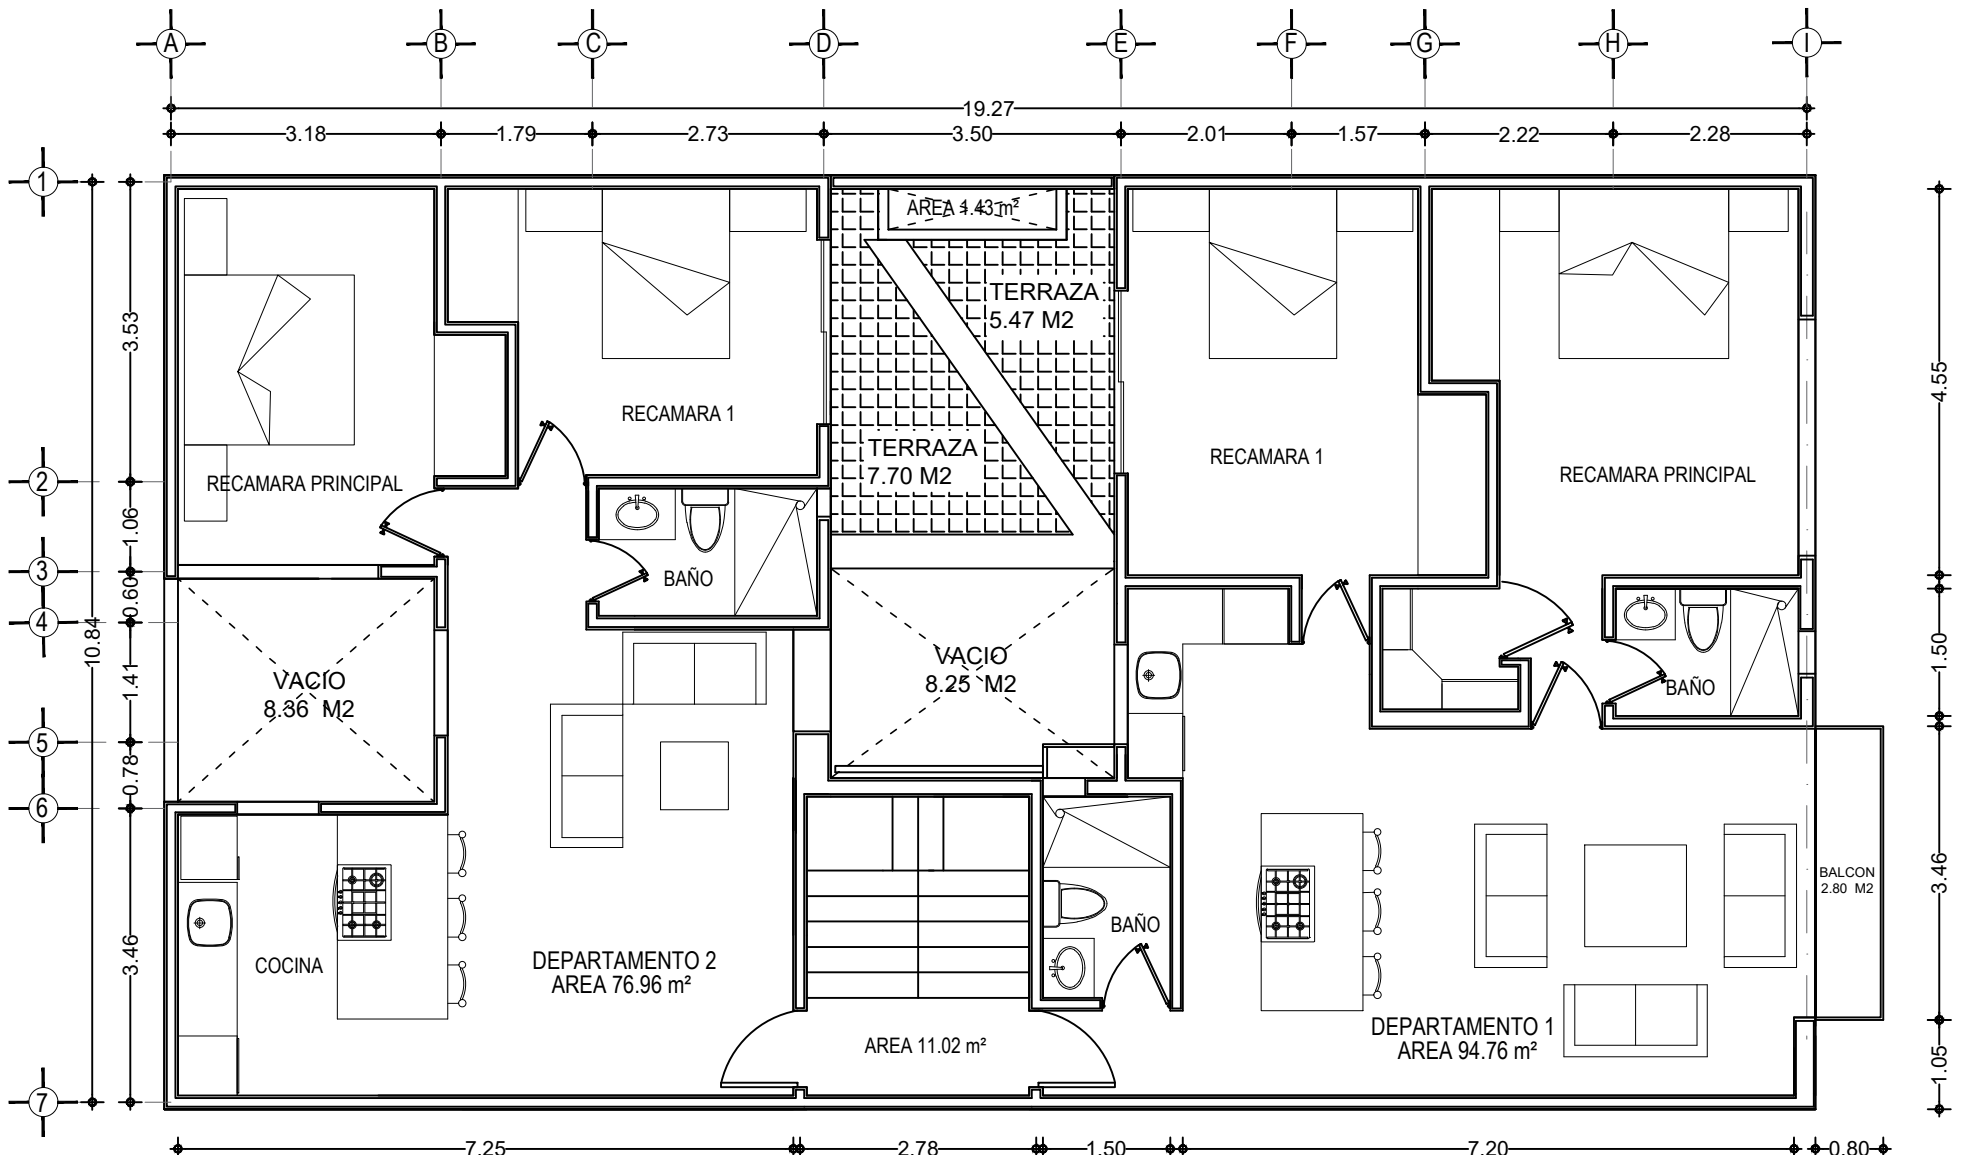 A B C D E F G H I
19.27
3.18 1.79 2.73 3.50 2.01 1.57 2.22 2.28
1
2
3
4
5
6
7
10.84
3.53
1.06
0.60
1.41
0.78
3.46
4.55
1.50
3.46
1.05
AREA 1.43 m²
TERRAZA
5.47 M2
TERRAZA
7.70 M2
RECAMARA 1
RECAMARA PRINCIPAL
RECAMARA 1
RECAMARA PRINCIPAL
BAÑO
VACIO
8.36 M2
VACIO
8.25 M2
BAÑO
BALCON
2.80 M2
BAÑO
COCINA
DEPARTAMENTO 2
AREA 76.96 m²
AREA 11.02 m²
DEPARTAMENTO 1
AREA 94.76 m²
7.25 2.78 1.50 7.20 0.80